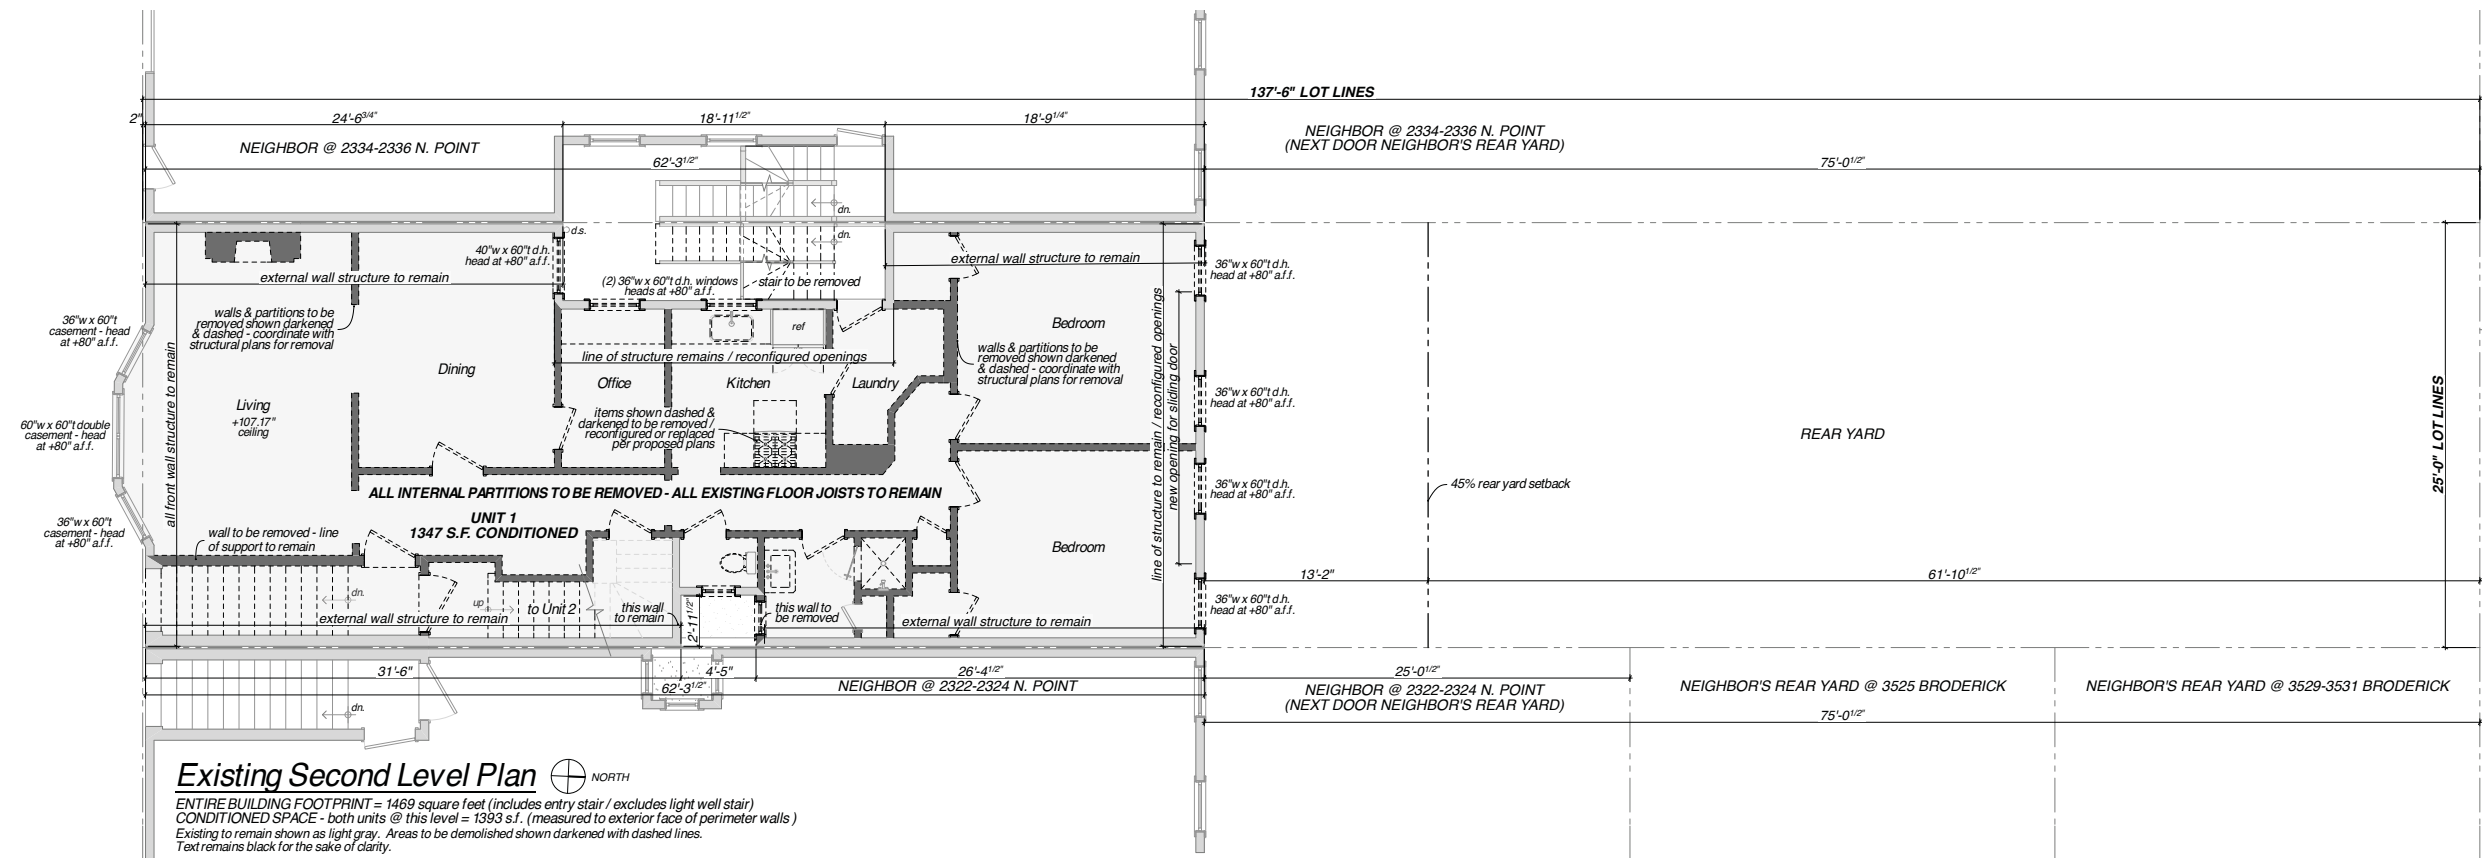 137'-6" LOT LINES
2"
24'-6 3/4"
18'-11 1/2"
18'-9 1/4"
NEIGHBOR @ 2334-2336 N. POINT
NEIGHBOR @ 2334-2336 N. POINT
(NEXT DOOR NEIGHBOR'S REAR YARD)
62'-3 1/2"
75'-0 1/2"
dn.
d.s.
dn.
40"w x 60"t d.h.
head at +80" a.f.f.
external wall structure to remain
(2) 36"w x 60"t d.h. windows
heads at +80" a.f.f.
stair to be removed
external wall structure to remain
36"w x 60"t d.h.
head at +80" a.f.f.
walls & partitions to be
removed shown darkened
& dashed - coordinate with
structural plans for removal
36"w x 60"t
casement - head
at +80" a.f.f.
all front wall structure to remain
ref
Bedroom
line of structure remains / reconfigured openings
walls & partitions to be
removed shown darkened
& dashed - coordinate with
structural plans for removal
line of structure to remain / reconfigured openings
new opening for sliding door
Dining
Office
Kitchen
Laundry
Living
+107.17"
ceiling
items shown dashed &
darkened to be removed /
reconfigured or replaced
per proposed plans
36"w x 60"t d.h.
head at +80" a.f.f.
60"w x 60"t double
casement - head
at +80" a.f.f.
REAR YARD
25'-0" LOT LINES
ALL INTERNAL PARTITIONS TO BE REMOVED - ALL EXISTING FLOOR JOISTS TO REMAIN
36"w x 60"t d.h.
head at +80" a.f.f.
45% rear yard setback
UNIT 1
1347 S.F. CONDITIONED
36"w x 60"t
casement - head
at +80" a.f.f.
wall to be removed - line
of support to remain
Bedroom
13'-2"
61'-10 1/2"
dn.
up
to Unit 2
this wall
to remain
2'-11 1/2"
this wall to
be removed
36"w x 60"t d.h.
head at +80" a.f.f.
external wall structure to remain
external wall structure to remain
31'-6"
4'-5"
26'-4 1/2"
25'-0 1/2"
62'-3 1/2"
NEIGHBOR @ 2322-2324 N. POINT
NEIGHBOR @ 2322-2324 N. POINT
(NEXT DOOR NEIGHBOR'S REAR YARD)
NEIGHBOR'S REAR YARD @ 3525 BRODERICK
NEIGHBOR'S REAR YARD @ 3529-3531 BRODERICK
dn.
75'-0 1/2"
Existing Second Level Plan
NORTH
ENTIRE BUILDING FOOTPRINT = 1469 square feet (includes entry stair / excludes light well stair)
CONDITIONED SPACE - both units @ this level = 1393 s.f. (measured to exterior face of perimeter walls )
Existing to remain shown as light gray. Areas to be demolished shown darkened with dashed lines.
Text remains black for the sake of clarity.